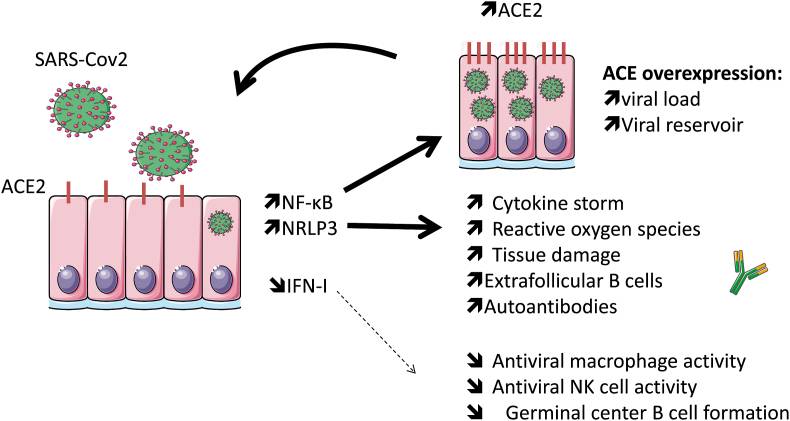 ↗ACE2
SARS-Cov2
ACE overexpression:
↗viral load
↗Viral reservoir
ACE2
↗NF-κB
↗NRLP3
↘IFN-I
↗ Cytokine storm
↗ Reactive oxygen species
↗ Tissue damage
↗Extrafollicular B cells
↗Autoantibodies
↘ Antiviral macrophage activity
↘ Antiviral NK cell activity
↘ Germinal center B cell formation